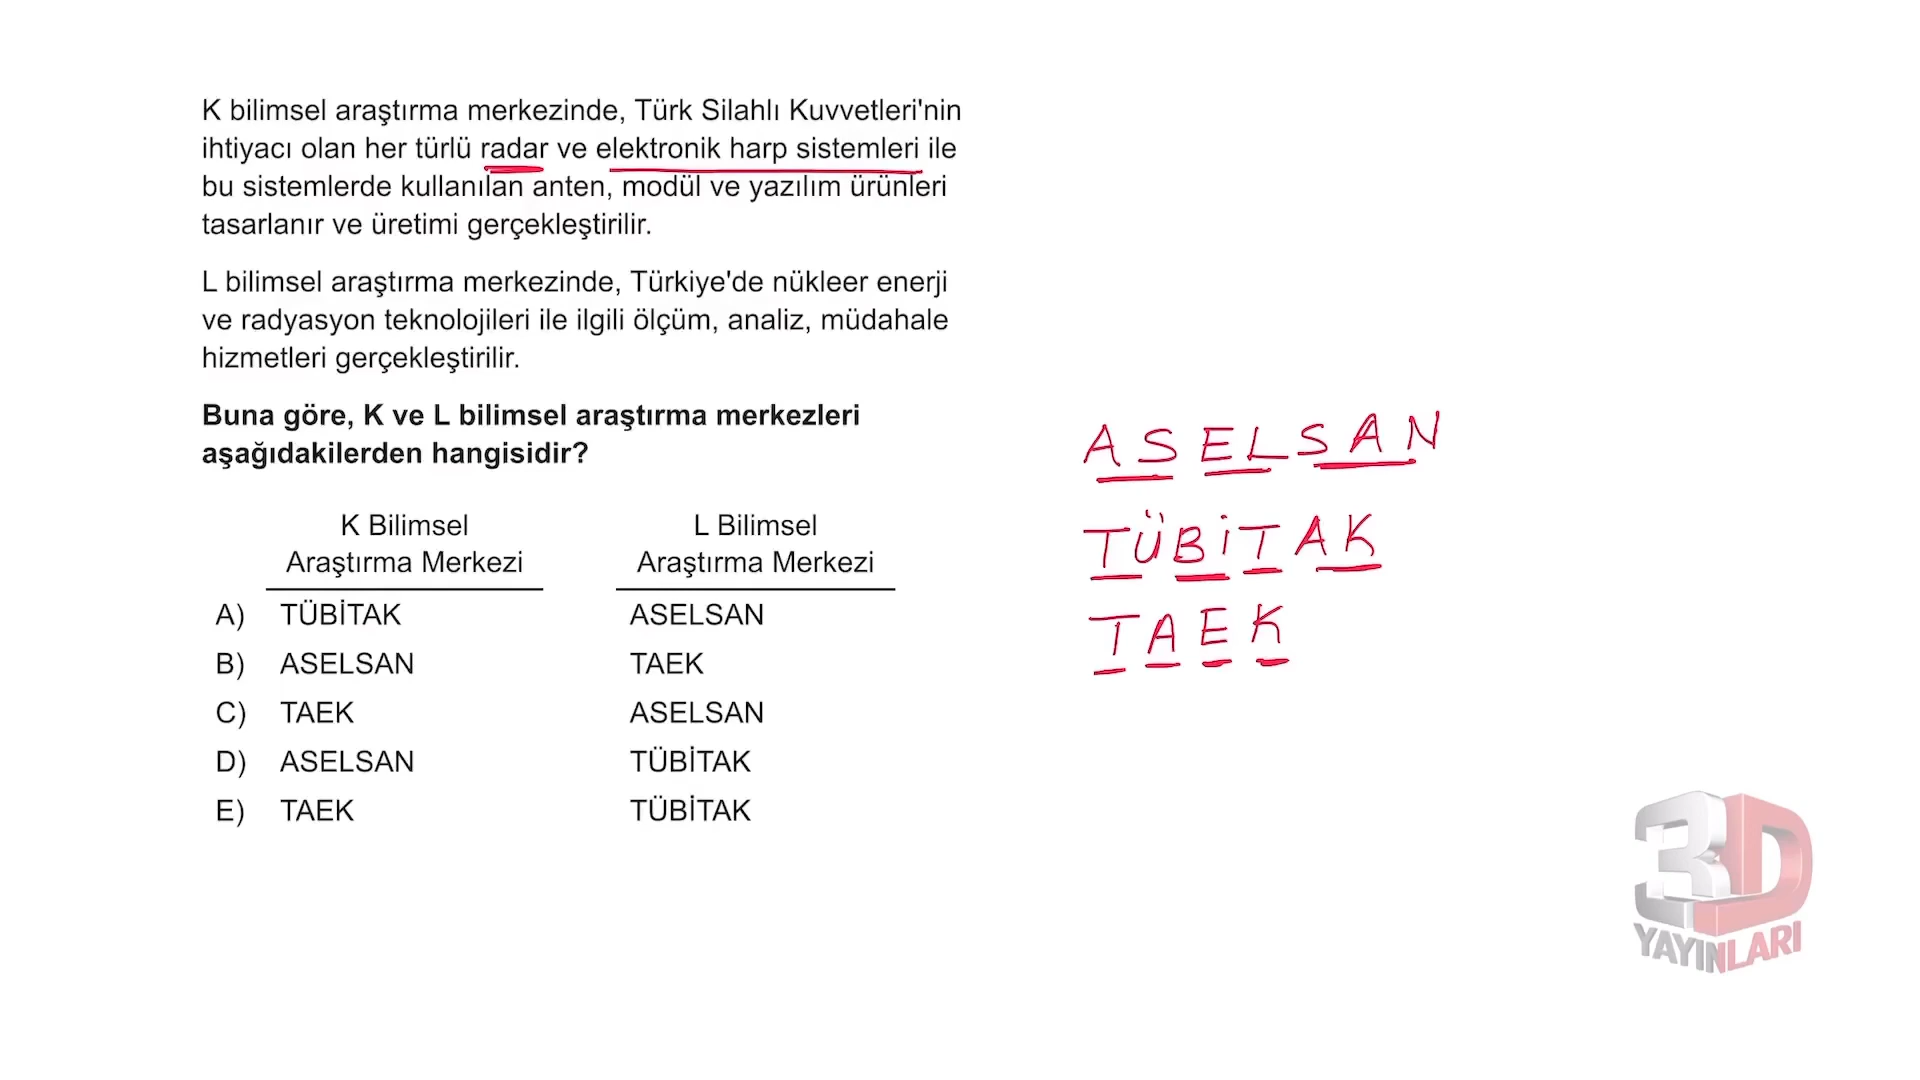 K bilimsel araştırma merkezinde, Türk Silahlı Kuvvetleri'nin
ihtiyacı olan her türlü radar ve elektronik harp sistemleri ile
bu sistemlerde kullanılan anten, modül ve yazılım ürünleri
tasarlanır ve üretimi gerçekleştirilir.
L bilimsel araştırma merkezinde, Türkiye'de nükleer enerji
ve radyasyon teknolojileri ile ilgili ölçüm, analiz, müdahale
hizmetleri gerçekleştirilir.
Buna göre, K ve L bilimsel araştırma merkezleri
aşağıdakilerden hangisidir?
K Bilimsel Araştırma Merkezi
L Bilimsel Araştırma Merkezi
A) TÜBİTAK ASELSAN
B) ASELSAN TAEK
C) TAEK ASELSAN
D) ASELSAN TÜBİTAK
E) TAEK TÜBİTAK
ASELSAN
TÜBİTAK
TAEK
3D
YAYINLARI